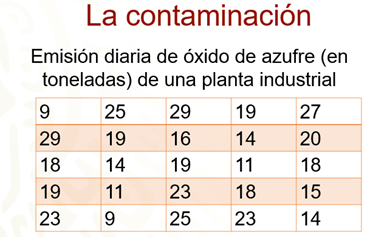 La contaminación
Emisión diaria de óxido de azufre (en
toneladas) de una planta industrial
9 25 29 19 27
29 19 16 14 20
18 14 19 11 18
19 11 23 18 15
23 9 25 23 14